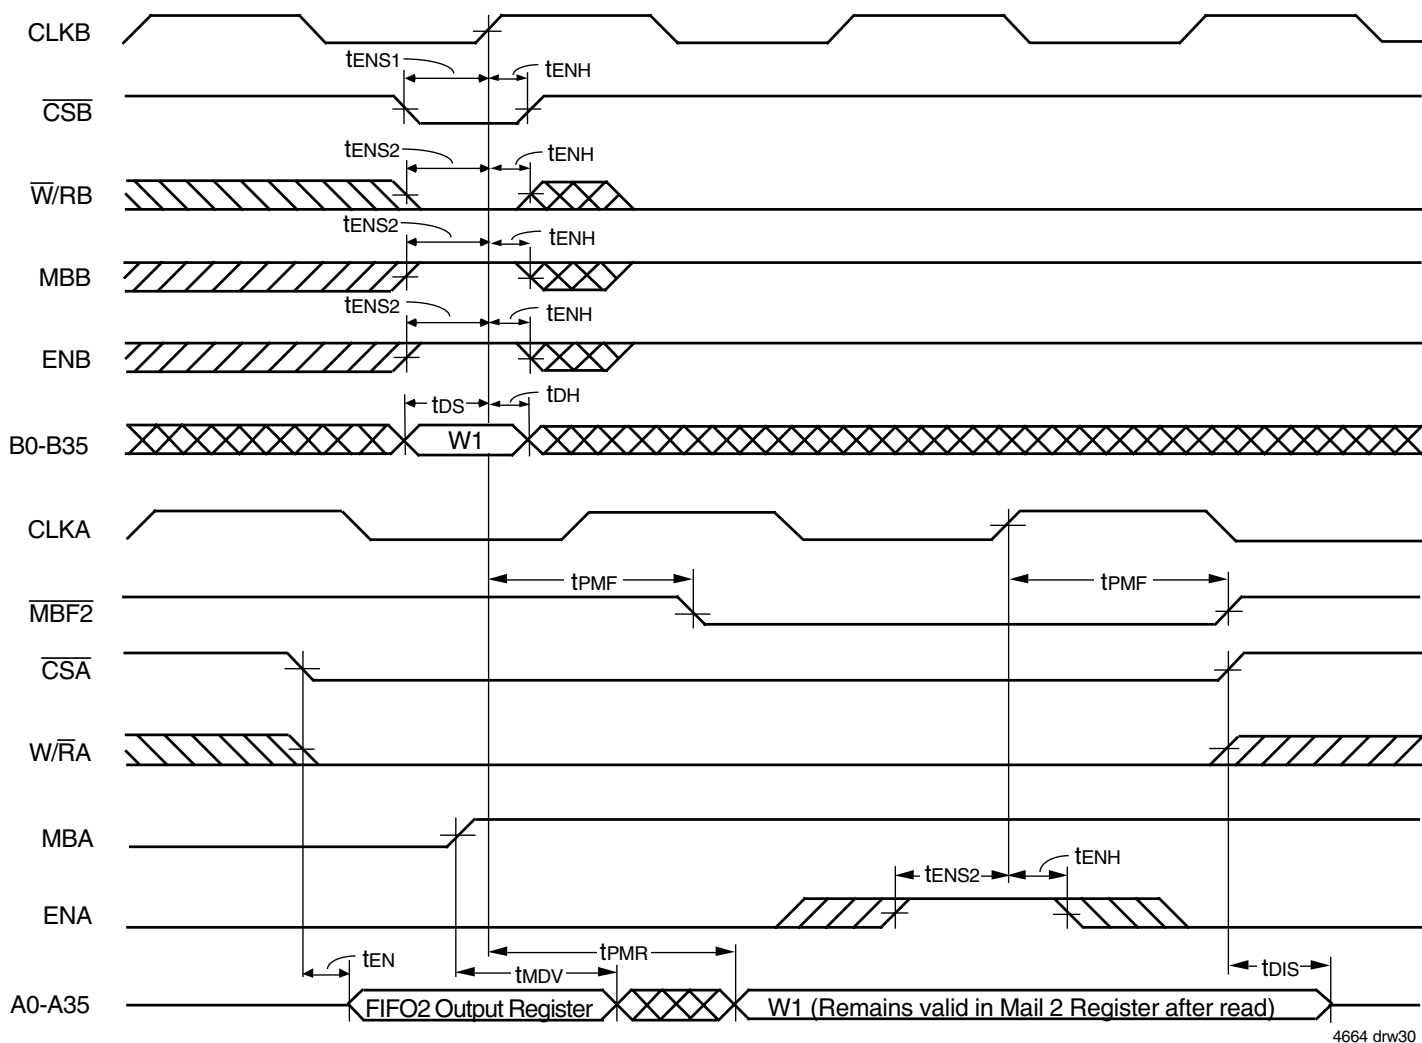 CLKB
tENS1
tENH
CSB
tENS2
tENH
W/RB
tENS2
tENH
MBB
tENS2
tENH
ENB
tDS
tDH
B0-B35
W1
CLKA
tPMF
tPMF
MBF2
CSA
W/RA
MBA
tENS2
tENH
ENA
tEN
tPMR
tMDV
tDIS
A0-A35
FIFO2 Output Register
W1 (Remains valid in Mail 2 Register after read)
4664 drw30